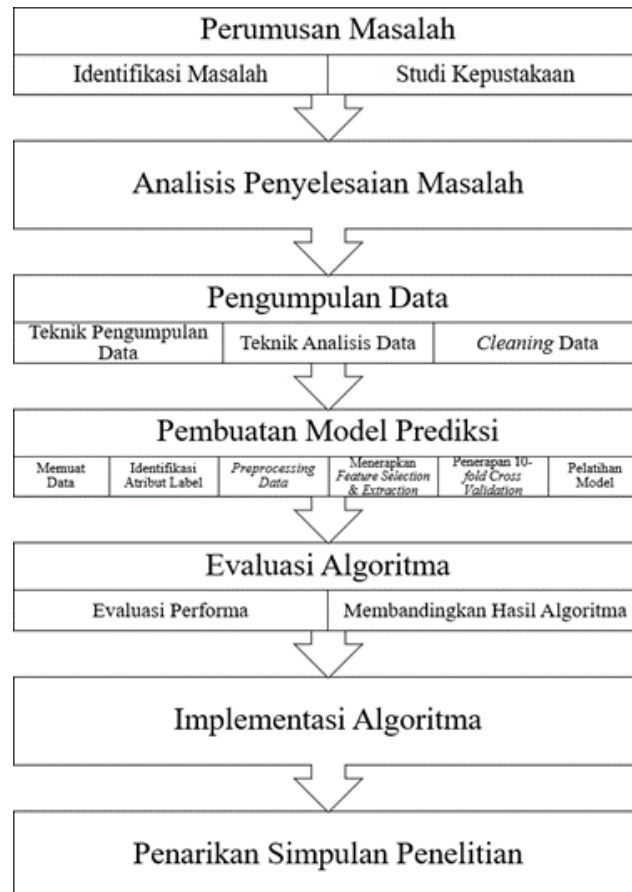 Perumusan Masalah
Identifikasi Masalah
Studi Kepustakaan
Analisis Penyelesaian Masalah
Pengumpulan Data
Teknik Pengumpulan
Data
Teknik Analisis Data
Cleaning Data
Pembuatan Model Prediksi
Memuat
Data
Identifikasi
Atribut Label
Preprocessing
Data
Menerapkan
Feature Selection
& Extraction
Penerapan 10-
fold Cross
Validation
Pelatihan
Model
Evaluasi Algoritma
Evaluasi Performa
Membandingkan Hasil Algoritma
Implementasi Algoritma
Penarikan Simpulan Penelitian